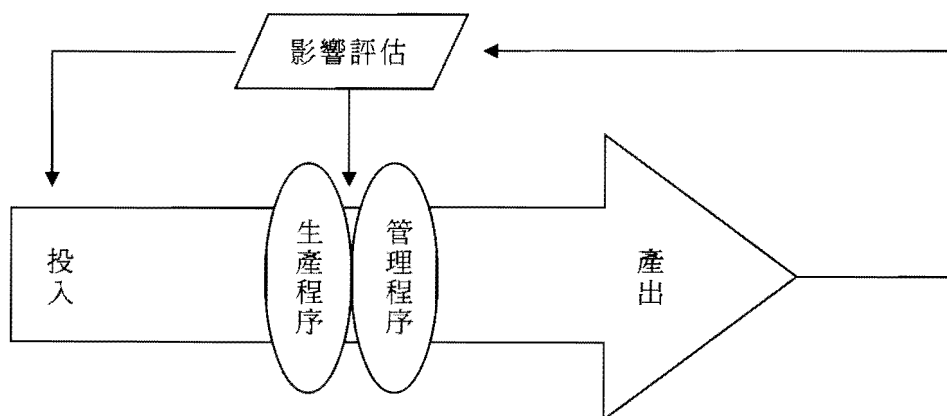 影響評估
投入
生產程序
管理程序
產出